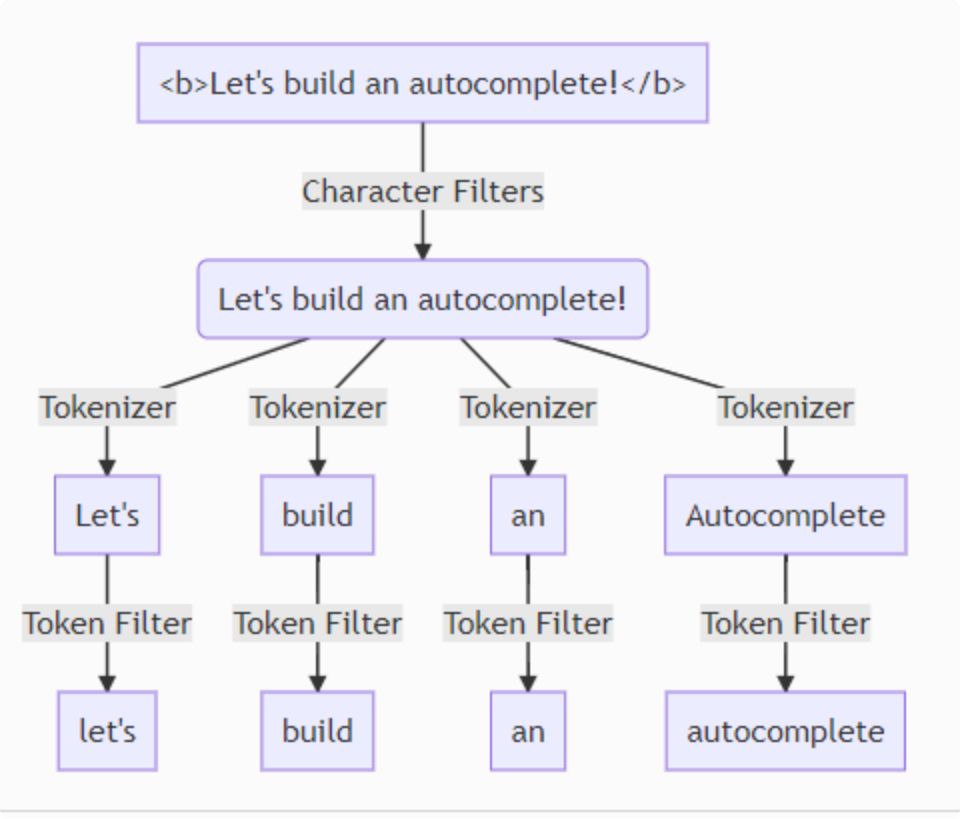 <b>Let's build an autocomplete!</b>
Character Filters
Let's build an autocomplete!
Tokenizer Tokenizer Tokenizer Tokenizer
Let's build an Autocomplete
Token Filter Token Filter Token Filter Token Filter
let's build an autocomplete